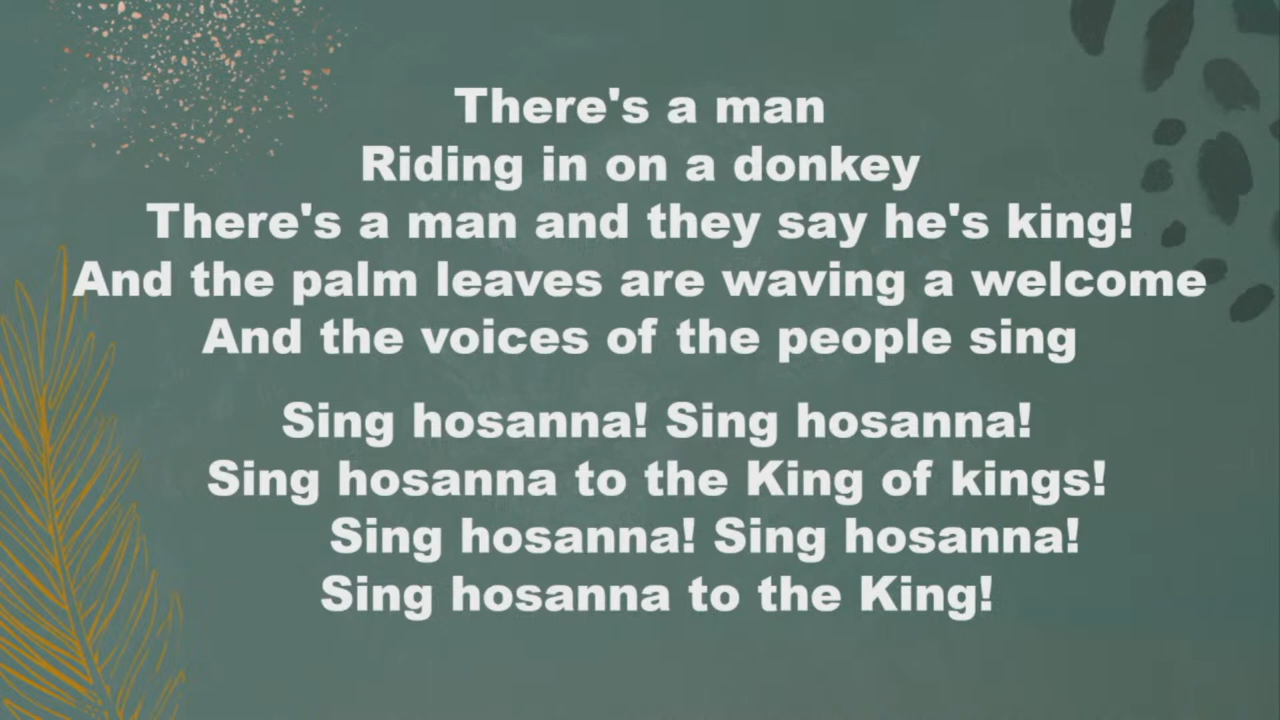 There's a man
Riding in on a donkey
There's a man and they say he's king!
And the palm leaves are waving a welcome
And the voices of the people sing
Sing hosanna! Sing hosanna!
Sing hosanna to the King of kings!
Sing hosanna! Sing hosanna!
Sing hosanna to the King!